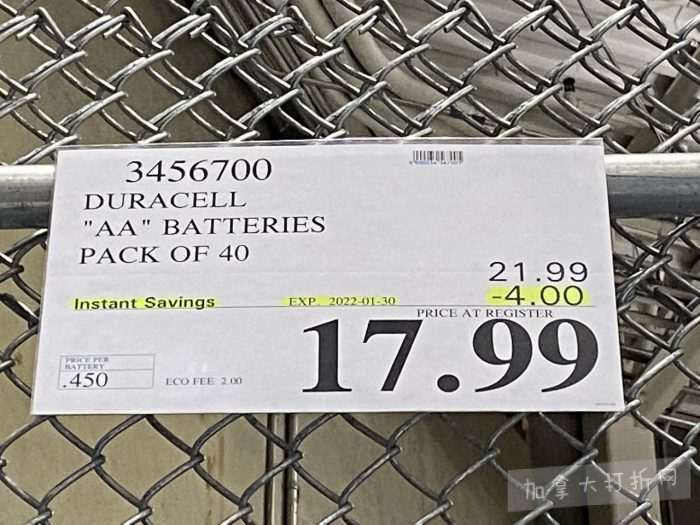 3456700
DURACELL
"AA" BATTERIES
PACK OF 40
21.99
Instant Savings EXP. 2022-01-30 -4.00
PRICE AT REGISTER
17.99
PRICE PER
BATTERY
.450
ECO FEE 2.00
加拿大打折网